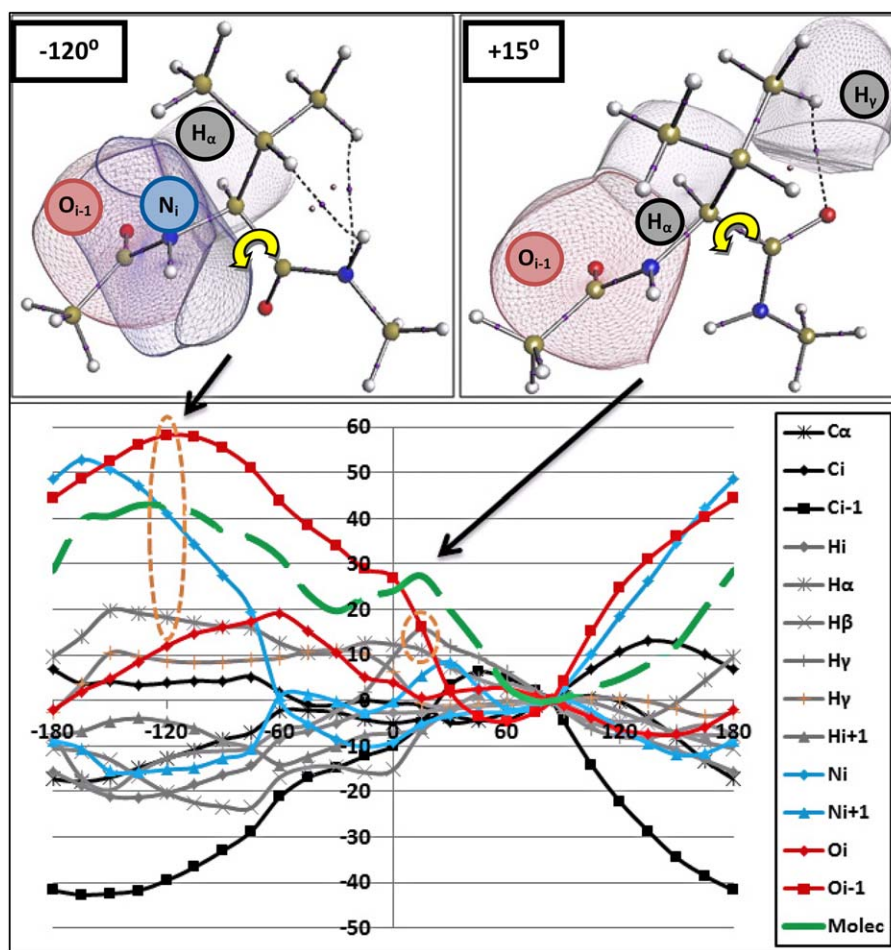 -120⁰
+15⁰
Hα
Hγ
Oi-1
Ni
Hα
Oi-1
60
50
40
30
20
10
0
-10
-20
-30
-40
-50
-180
-120
-60
0
60
120
180
Cα
Ci
Ci-1
Hi
Hα
Hβ
Hγ
Hγ
Hi+1
Ni
Ni+1
Oi
Oi-1
Molec